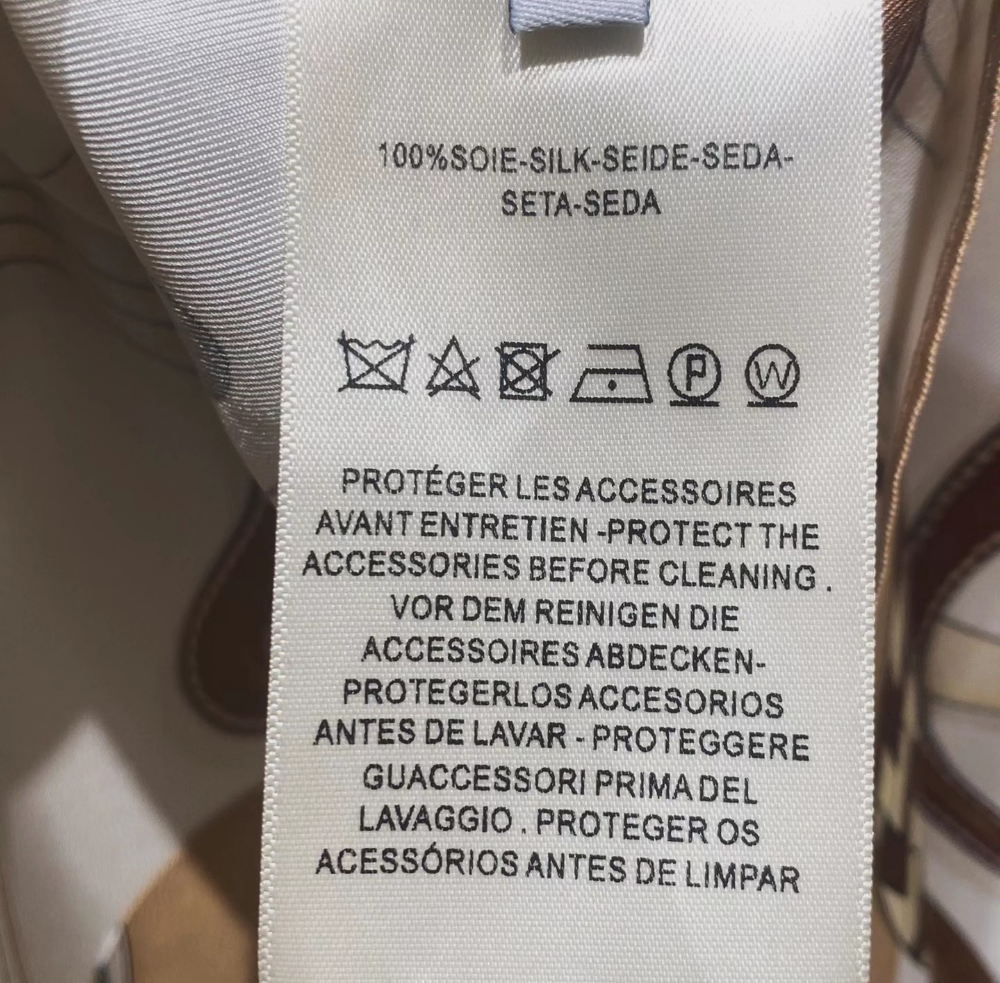 100%SOIE-SILK-SEIDE-SEDA-
SETA-SEDA
P W
PROTÉGER LES ACCESSOIRES
AVANT ENTRETIEN -PROTECT THE
ACCESSORIES BEFORE CLEANING .
VOR DEM REINIGEN DIE
ACCESSOIRES ABDECKEN-
PROTEGERLOS ACCESORIOS
ANTES DE LAVAR - PROTEGGERE
GUACCESSORI PRIMA DEL
LAVAGGIO . PROTEGER OS
ACESSÓRIOS ANTES DE LIMPAR